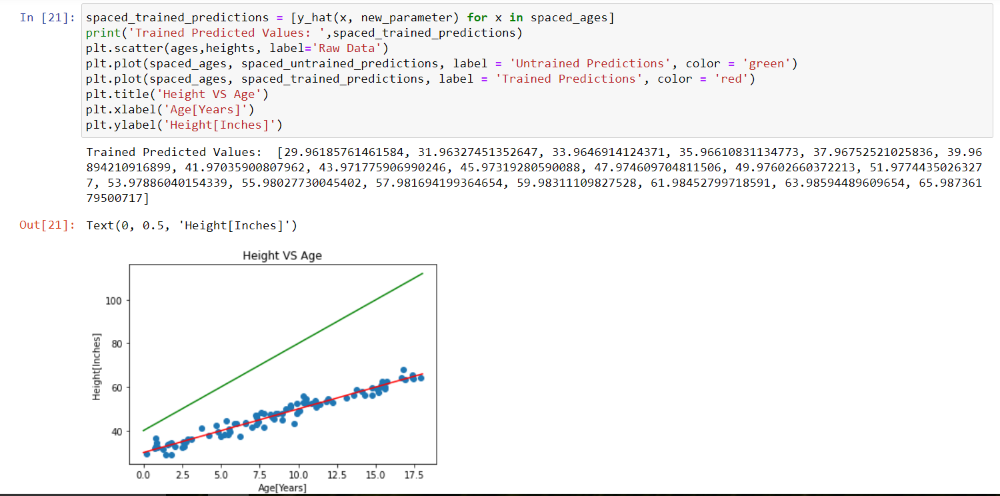 In [21]: spaced_trained_predictions = [y_hat(x, new_parameter) for x in spaced_ages]
print('Trained Predicted Values: ',spaced_trained_predictions)
plt.scatter(ages,heights, label='Raw Data')
plt.plot(spaced_ages, spaced_untrained_predictions, label = 'Untrained Predictions', color = 'green')
plt.plot(spaced_ages, spaced_trained_predictions, label = 'Trained Predictions', color = 'red')
plt.title('Height VS Age')
plt.xlabel('Age[Years]')
plt.ylabel('Height[Inches]')
Trained Predicted Values:  [29.96185761461584, 31.96327451352647, 33.9646914124371, 35.96610831134773, 37.96752521025836, 39.96
894210916899, 41.97035900807962, 43.971775906990246, 45.97319280590088, 47.974609704811506, 49.97602660372213, 51.9774435026327
7, 53.97886040154339, 55.98027730045402, 57.981694199364654, 59.98311109827528, 61.98452799718591, 63.98594489609654, 65.987361
79500717]
Out[21]: Text(0, 0.5, 'Height[Inches]')
Height VS Age
100
80
60
40
Height[Inches]
0.0 2.5 5.0 7.5 10.0 12.5 15.0 17.5
Age[Years]